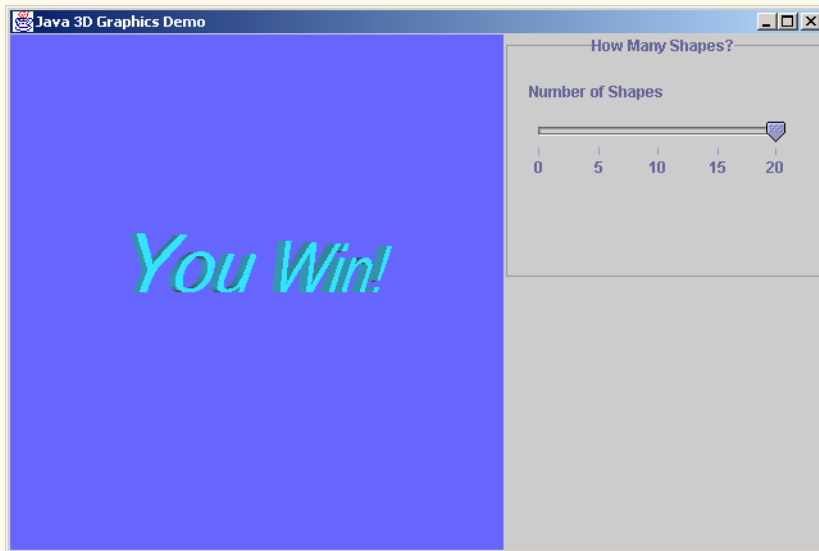 Java 3D Graphics Demo
How Many Shapes?
Number of Shapes
0 5 10 15 20
You Win!